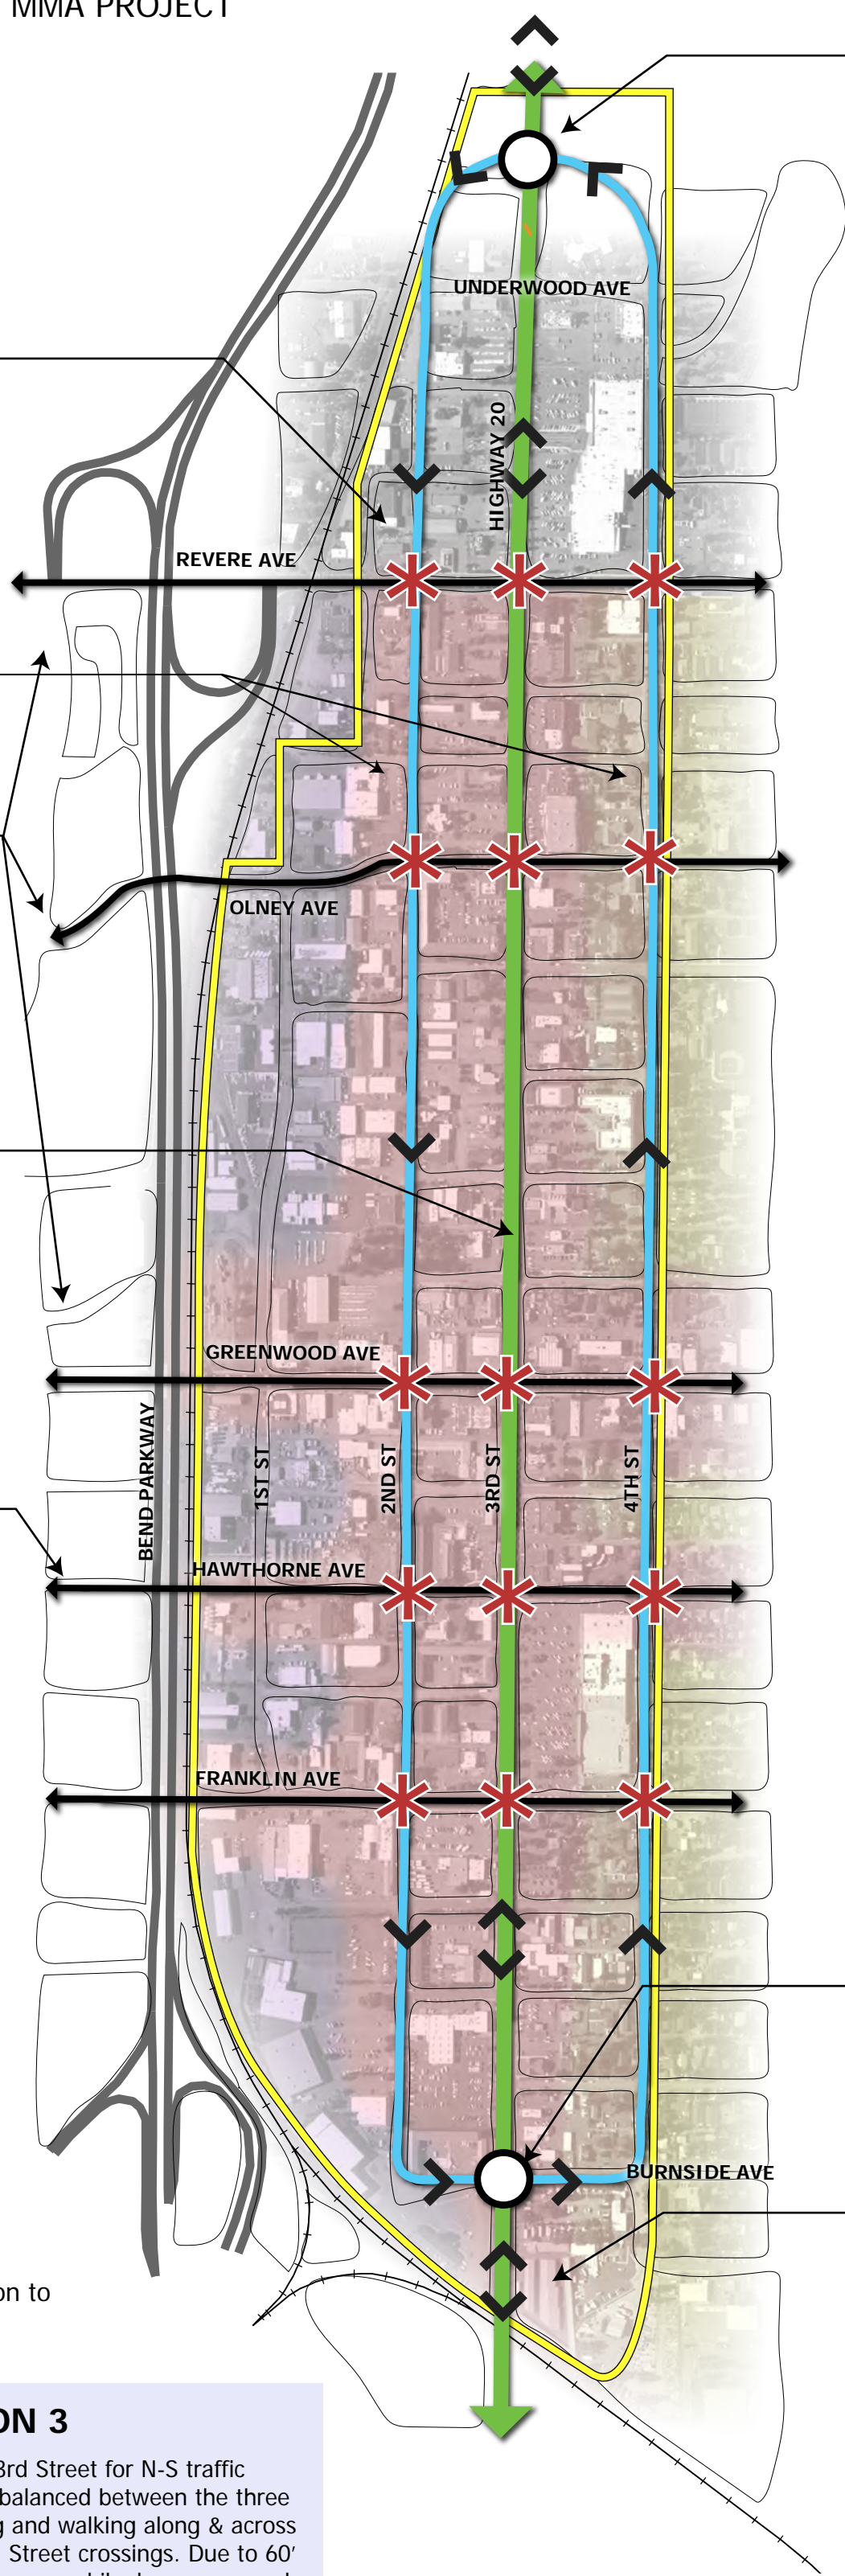 MMA PROJECT
UNDERWOOD AVE
HIGHWAY 20
REVERE AVE
OLNEY AVE
GREENWOOD AVE
BEND PARKWAY
1ST ST
2ND ST
3RD ST
4TH ST
HAWTHORNE AVE
FRANKLIN AVE
BURNSIDE AVE
on to
ON 3
3rd Street for N-S traffic
balanced between the three
g and walking along & across
Street crossings. Due to 60'